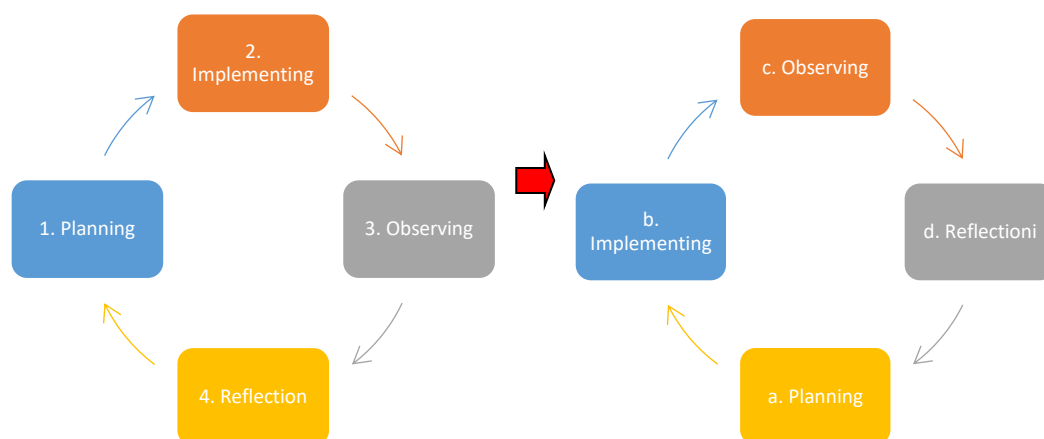 2.
Implementing
c. Observing
1. Planning
3. Observing
b.
Implementing
d. Reflectioni
4. Reflection
a. Planning